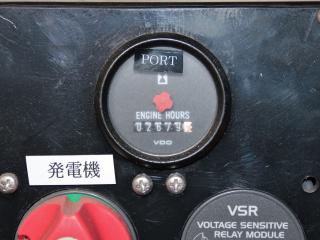 PORT
ENGINE HOURS
VDO
発電機
VSR
VOLTAGE SENSITIVE
RELAY MODULE